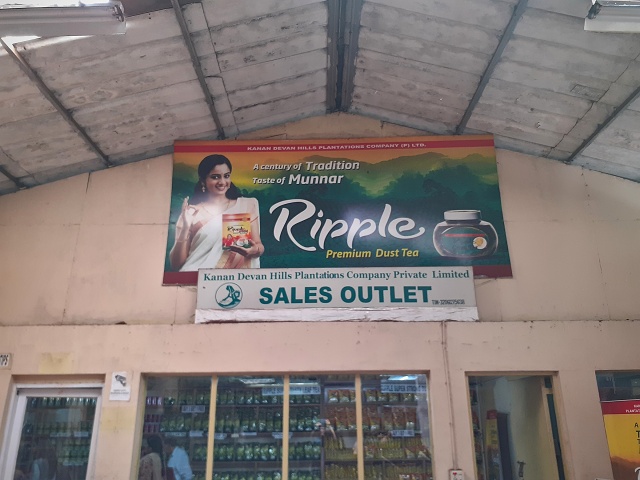 KANAN DEVAN HILLS PLANTATIONS COMPANY (P) LTD.
A century of Tradition
Taste of Munnar
Ripple
Premium Dust Tea
Kanan Devan Hills Plantations Company Private Limited
SALES OUTLET